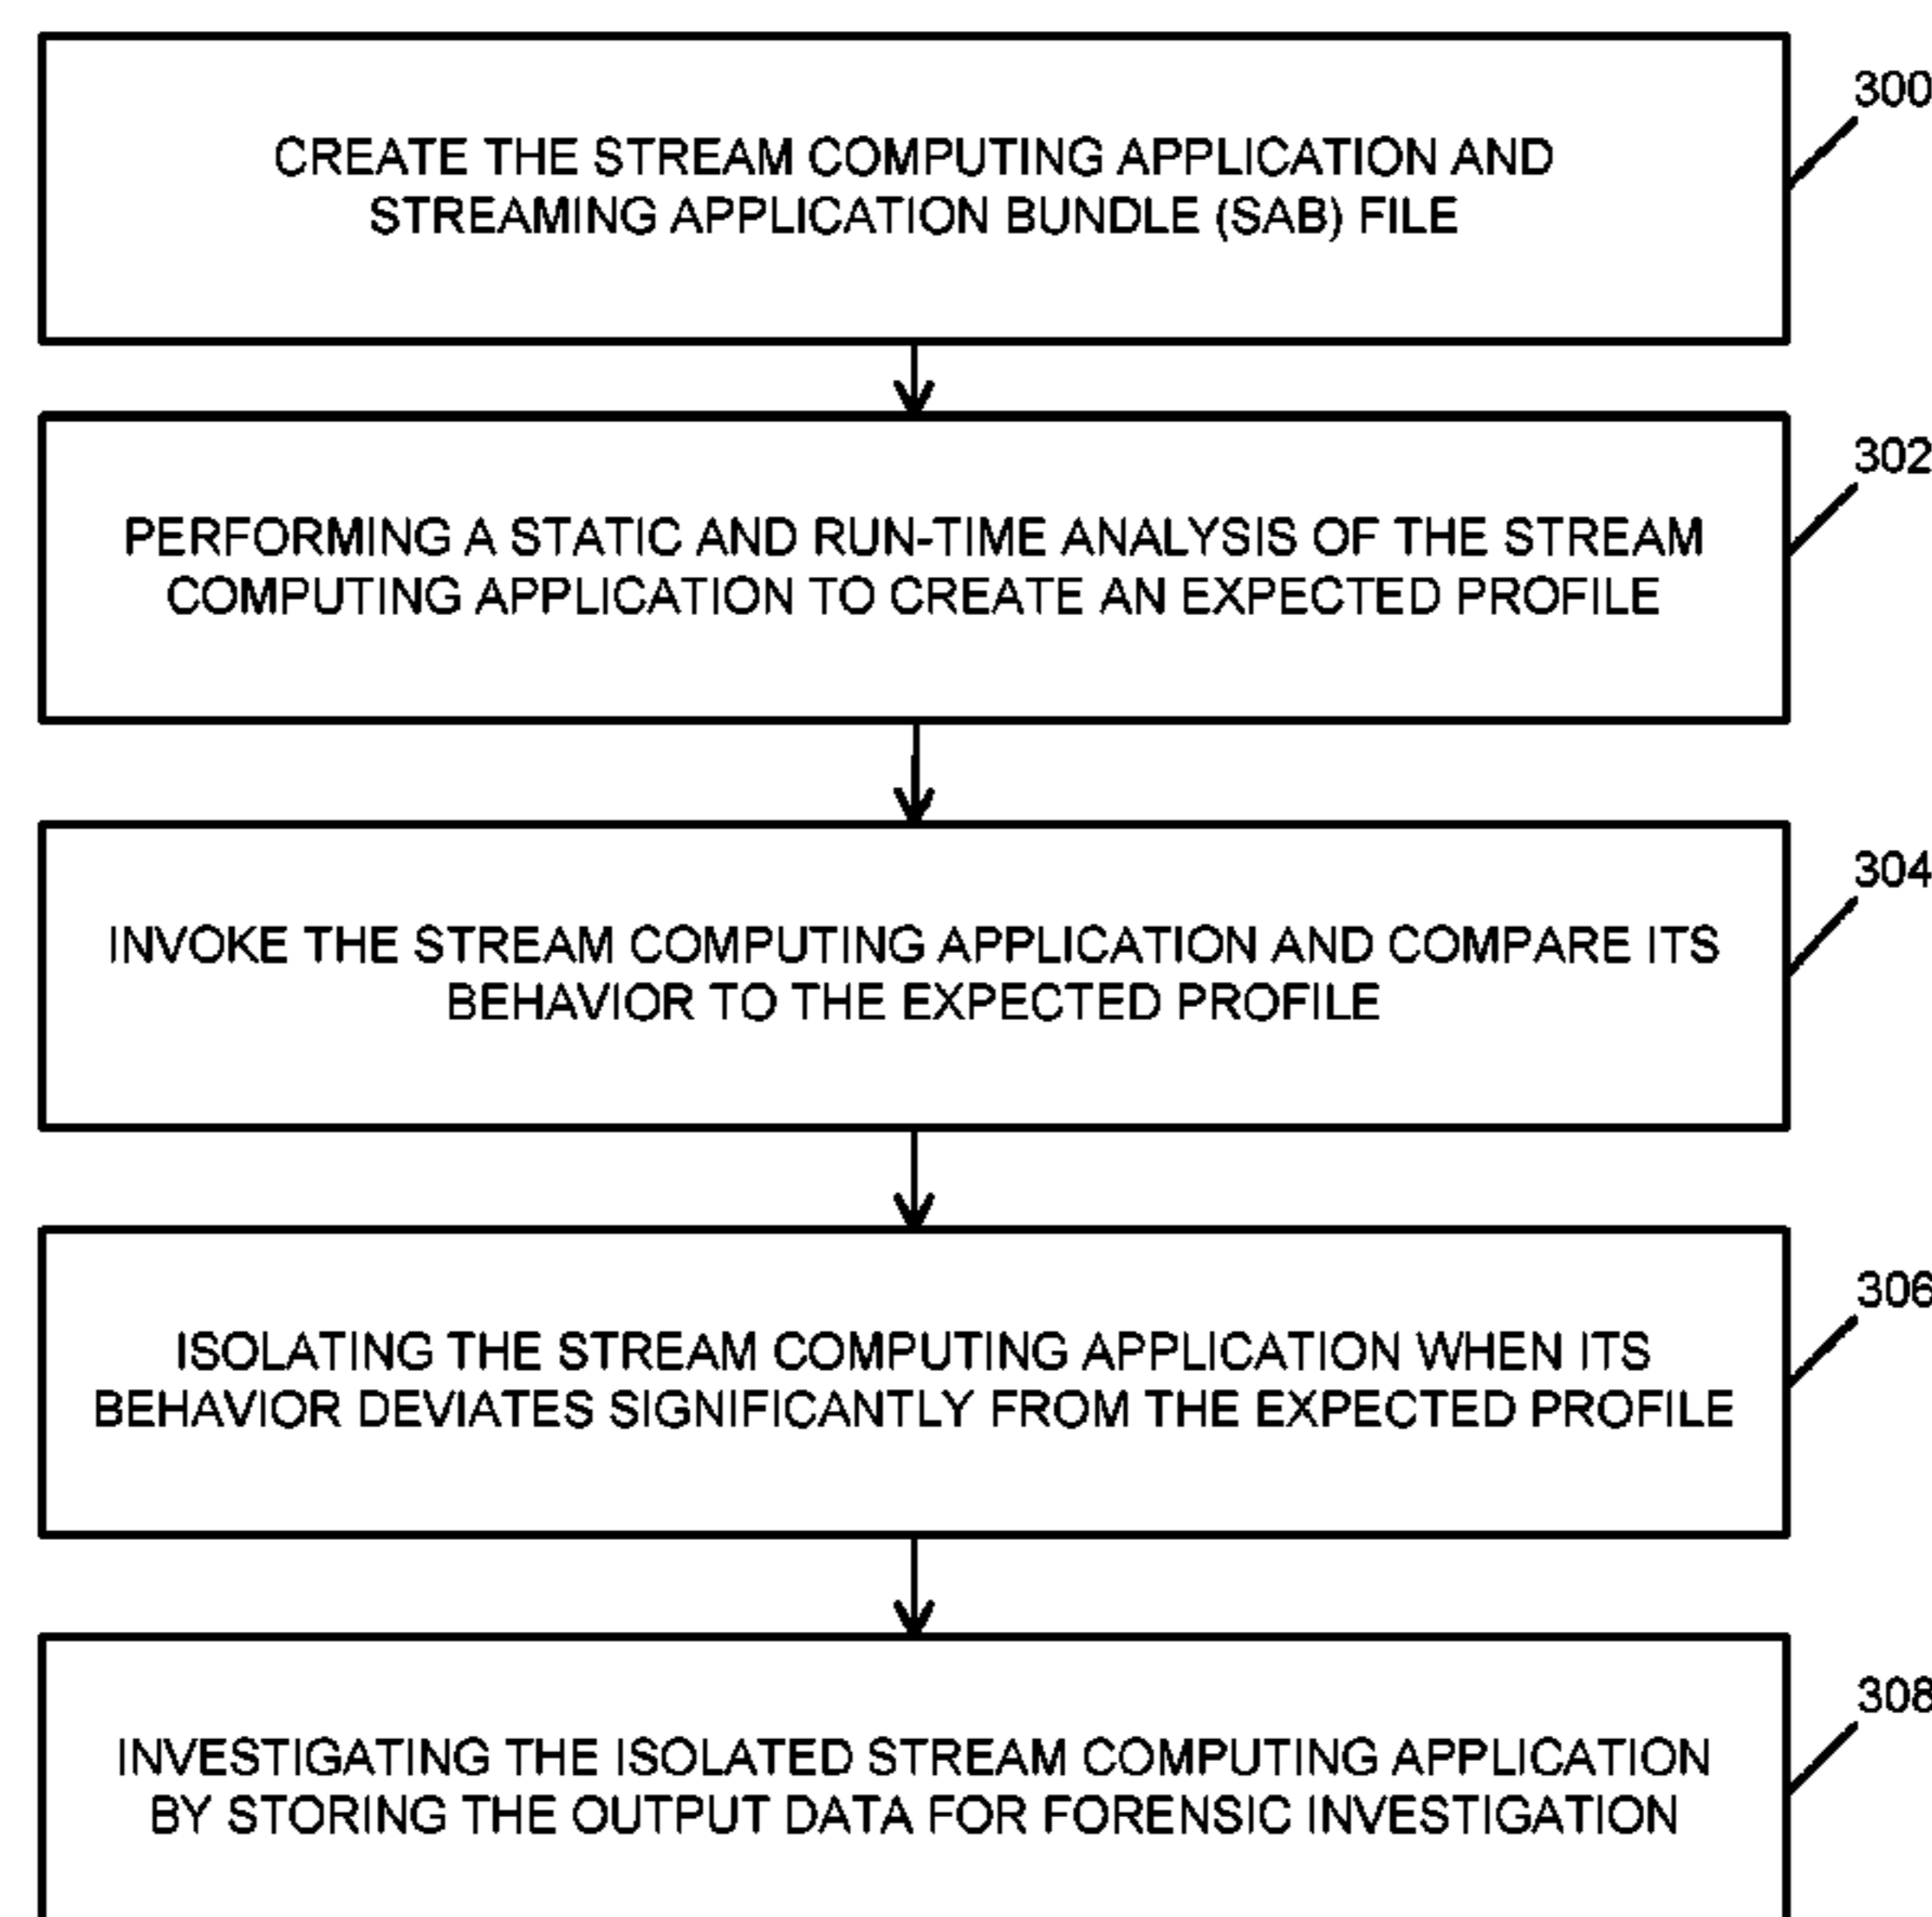 300
CREATE THE STREAM COMPUTING APPLICATION AND
STREAMING APPLICATION BUNDLE (SAB) FILE
302
PERFORMING A STATIC AND RUN-TIME ANALYSIS OF THE STREAM
COMPUTING APPLICATION TO CREATE AN EXPECTED PROFILE
304
INVOKE THE STREAM COMPUTING APPLICATION AND COMPARE ITS
BEHAVIOR TO THE EXPECTED PROFILE
306
ISOLATING THE STREAM COMPUTING APPLICATION WHEN ITS
BEHAVIOR DEVIATES SIGNIFICANTLY FROM THE EXPECTED PROFILE
308
INVESTIGATING THE ISOLATED STREAM COMPUTING APPLICATION
BY STORING THE OUTPUT DATA FOR FORENSIC INVESTIGATION